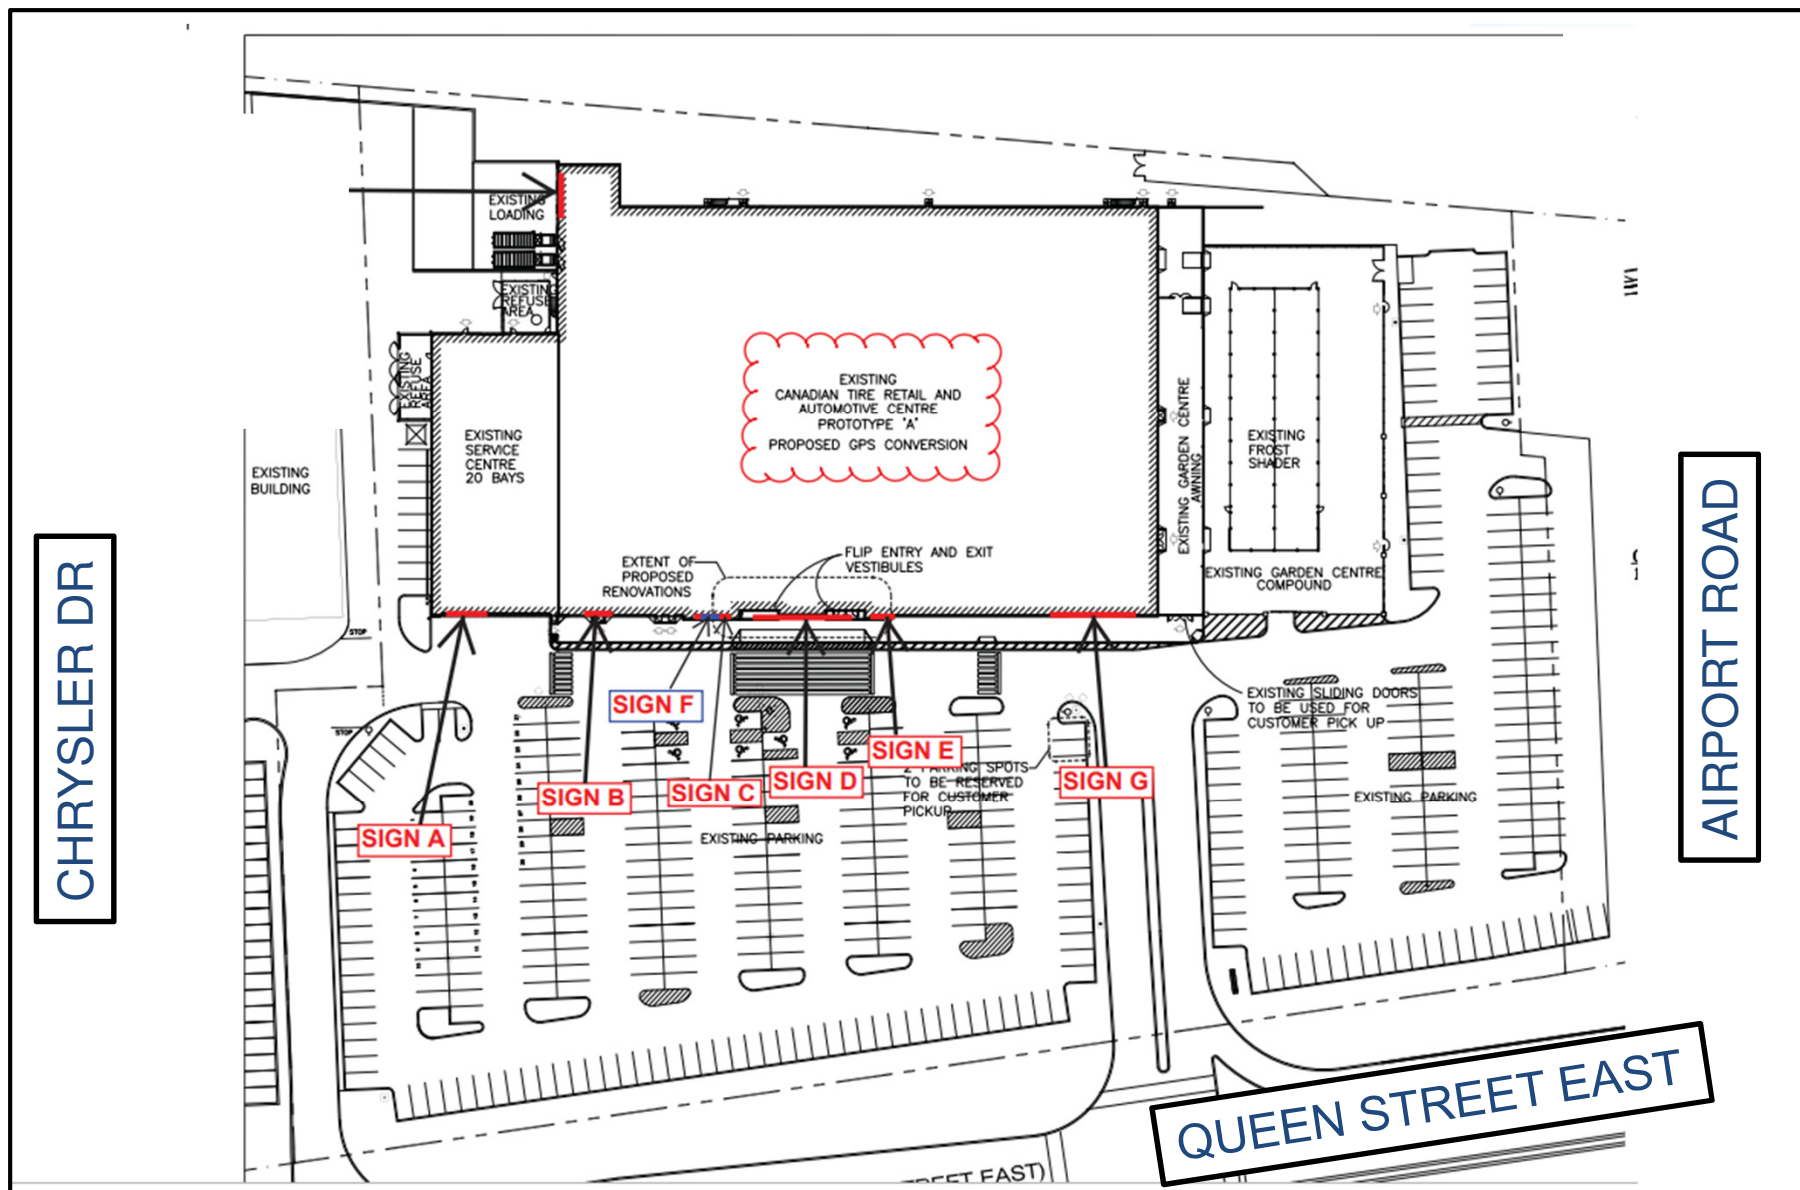 EXISTING
LOADING
EXISTING
REFUSE
AREA
EXISTING
REFUSE
AREA
EXISTING
CANADIAN TIRE RETAIL AND
AUTOMOTIVE CENTRE
PROTOTYPE "A"
PROPOSED GPS CONVERSION
EXISTING
SERVICE
CENTRE
20 BAYS
EXISTING
BUILDING
EXISTING GARDEN CENTRE
AWNING
EXISTING
FROST
SHADER
EXISTING GARDEN CENTRE
COMPOUND
EXTENT OF
PROPOSED
RENOVATIONS
FLIP ENTRY AND EXIT
VESTIBULES
STOP
STOP
EXISTING SLIDING DOORS
TO BE USED FOR
CUSTOMER PICK UP
SIGN F
SIGN E
SIGN D
SIGN G
SIGN C
SIGN B
SIGN A
2 PARKING SPOTS
TO BE RESERVED
FOR CUSTOMER
PICKUP
EXISTING PARKING
EXISTING PARKING
CHRYSLER DR
AIRPORT ROAD
QUEEN STREET EAST
EAST)